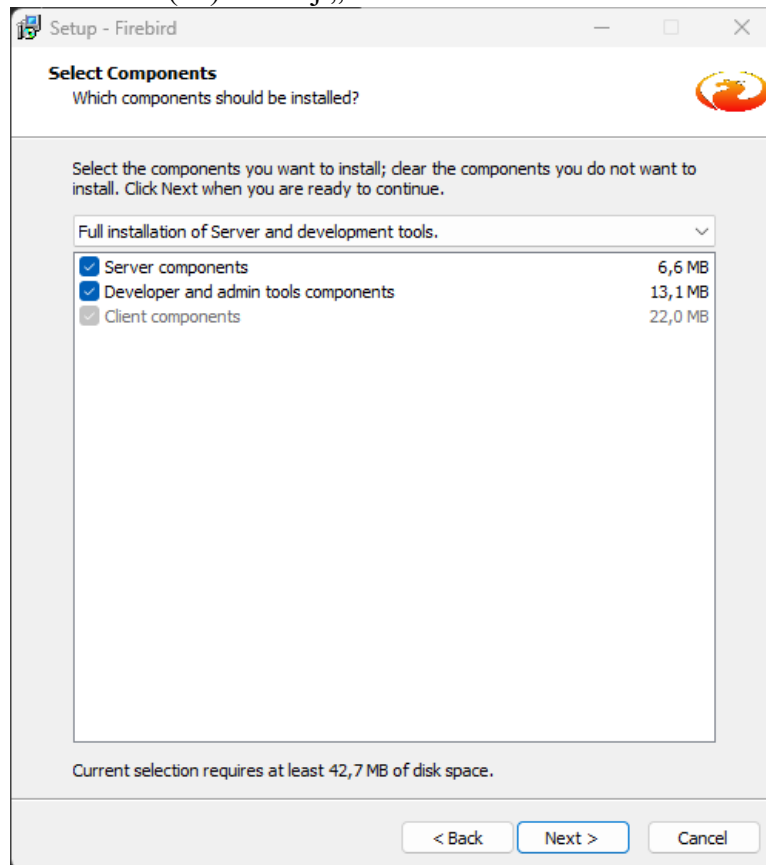 Setup - Firebird
Select Components
Which components should be installed?
Select the components you want to install; clear the components you do not want to
install. Click Next when you are ready to continue.
Full installation of Server and development tools.
Server components 6,6 MB
Developer and admin tools components 13,1 MB
Client components 22,0 MB
Current selection requires at least 42,7 MB of disk space.
< Back Next > Cancel